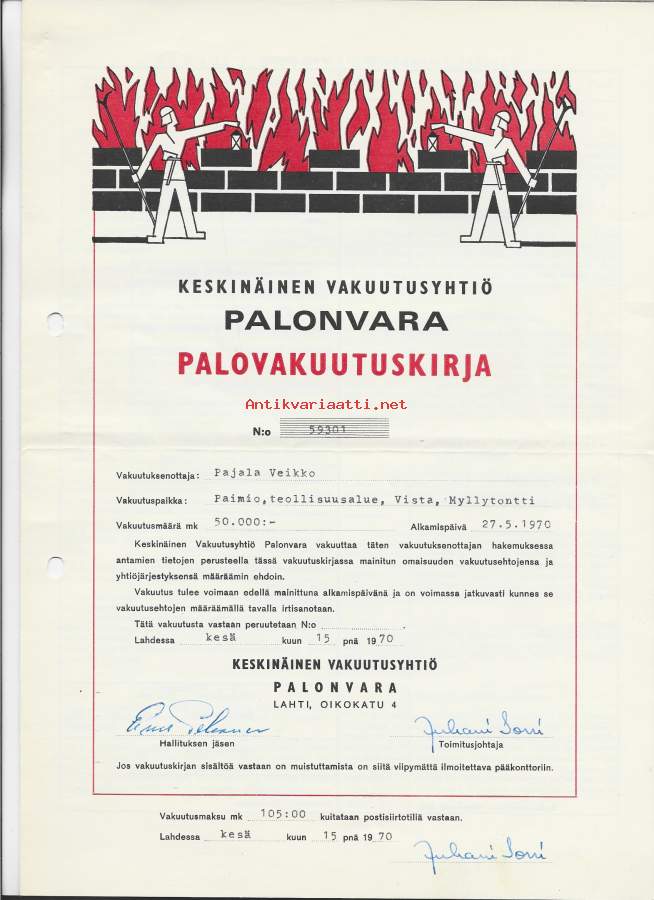 KESKINÄINEN VAKUUTUSYHTIÖ
PALONVARA
PALOVAKUUTUSKIRJA
Antikvariaatti.net
N:o 59301
Vakuutuksenottaja: Pajala Veikko
Vakuutuspaikka: Paimio, teollisuusalue, Vista, Myllytontti
Vakuutusmäärä mk 50.000:- Alkamispäivä 27.5.1970
Keskinäinen Vakuutusyhtiö Palonvara vakuuttaa täten vakuutuksenottajan hakemuksessa
antamien tietojen perusteella tässä vakuutuskirjassa mainitun omaisuuden vakuutusehtojensa ja
yhtiöjärjestyksensä määräämin ehdoin.
Vakuutus tulee voimaan edellä mainittuna alkamispäivänä ja on voimassa jatkuvasti kunnes se
vakuutusehtojen määräämällä tavalla irtisanotaan.
Tätä vakuutusta vastaan peruutetaan N:o
Lahdessa kesä kuun 15 pnä 1970
KESKINÄINEN VAKUUTUSYHTIÖ
PALONVARA
LAHTI, OIKOKATU 4
Juhani Sorri
Hallituksen jäsen Toimitusjohtaja
Jos vakuutuskirjan sisältöä vastaan on muistuttamista on siitä viipymättä ilmoitettava pääkonttoriin.
Vakuutusmaksu mk 105:00 kuitataan postisiirtotiliä vastaan.
Lahdessa kesä kuun 15 pnä 1970
Juhani Sorri